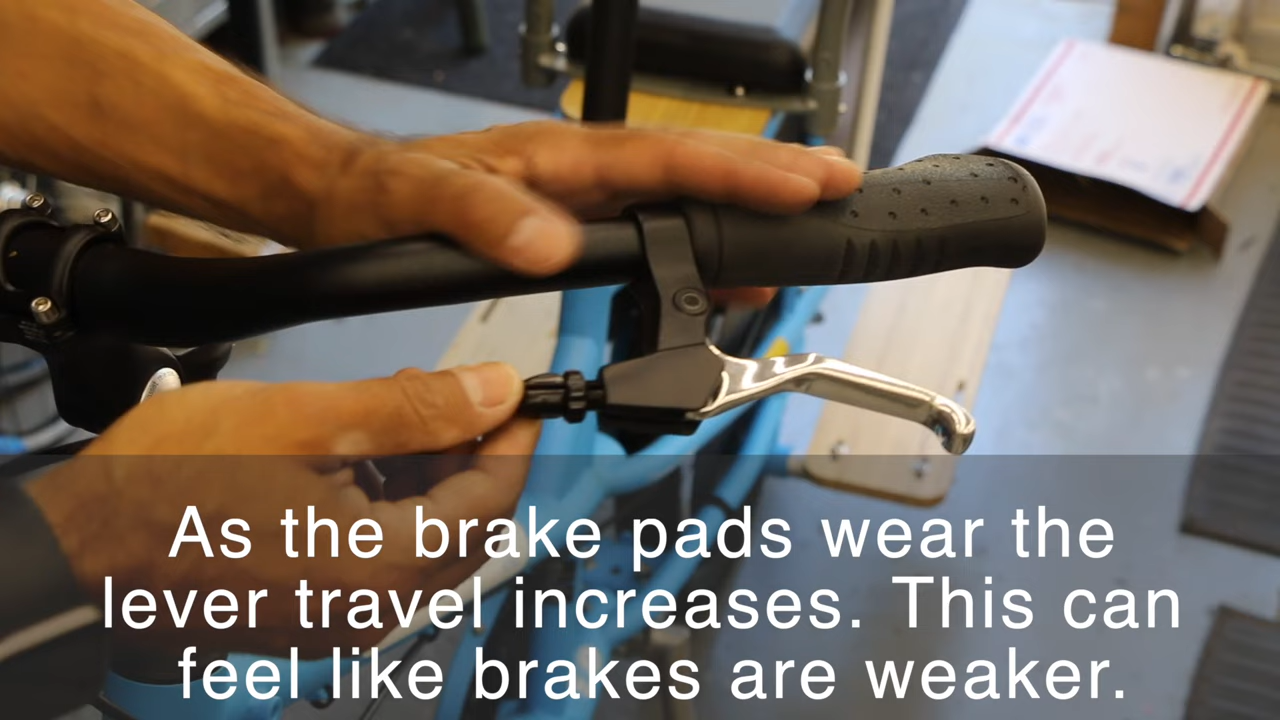 As the brake pads wear the
lever travel increases. This can
feel like brakes are weaker.